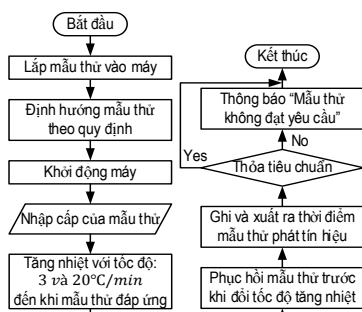 Bắt đầu
Lắp mẫu thử vào máy
Định hướng mẫu thử
theo quy định
Khởi động máy
Nhập cấp của mẫu thử
Tăng nhiệt với tốc độ:
3 và 20°C/min
đến khi mẫu thử đáp ứng
Kết thúc
Thông báo “Mẫu thử
không đạt yêu cầu”
Yes
No
Thỏa tiêu chuẩn
Ghi và xuất ra thời điểm
mẫu thử phát tín hiệu
Phục hồi mẫu thử trước
khi đổi tốc độ tăng nhiệt